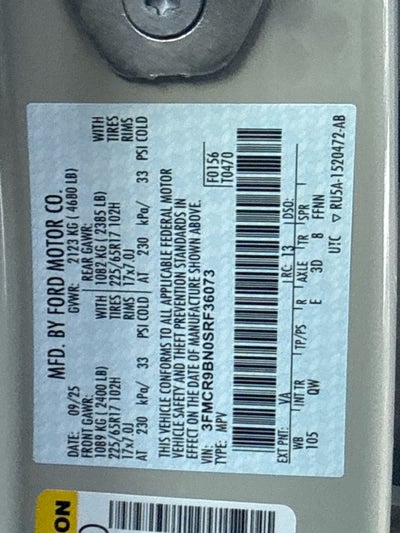 MFD. BY FORD MOTOR CO.
DATE: 09/25
GVWR: 2123 KG (4680 LB)
FRONT GAWR: REAR GAWR:
1089 KG (2400 LB) WITH 1082 KG (2385 LB) WITH
225/65R17 102H TIRES 225/65R17 102H TIRES
17x7.0J RIMS 17x7.0J RIMS
AT 230 kPa/ 33 PSI COLD AT 230 kPa/ 33 PSI COLD
THIS VEHICLE CONFORMS TO ALL APPLICABLE FEDERAL MOTOR
VEHICLE SAFETY AND THEFT PREVENTION STANDARDS IN
EFFECT ON THE DATE OF MANUFACTURE SHOWN ABOVE.
VIN: 3FMCR9BN0SRF36073
TYPE: MPV
F0156
T0470
EXT PNT: VA RC: 13 DSO:
WB INT TR TP/PS R AXLE TR SPR
105 QW E 3D 8 FFNN
UTC ▽ RU5A-1520472-AB
ON